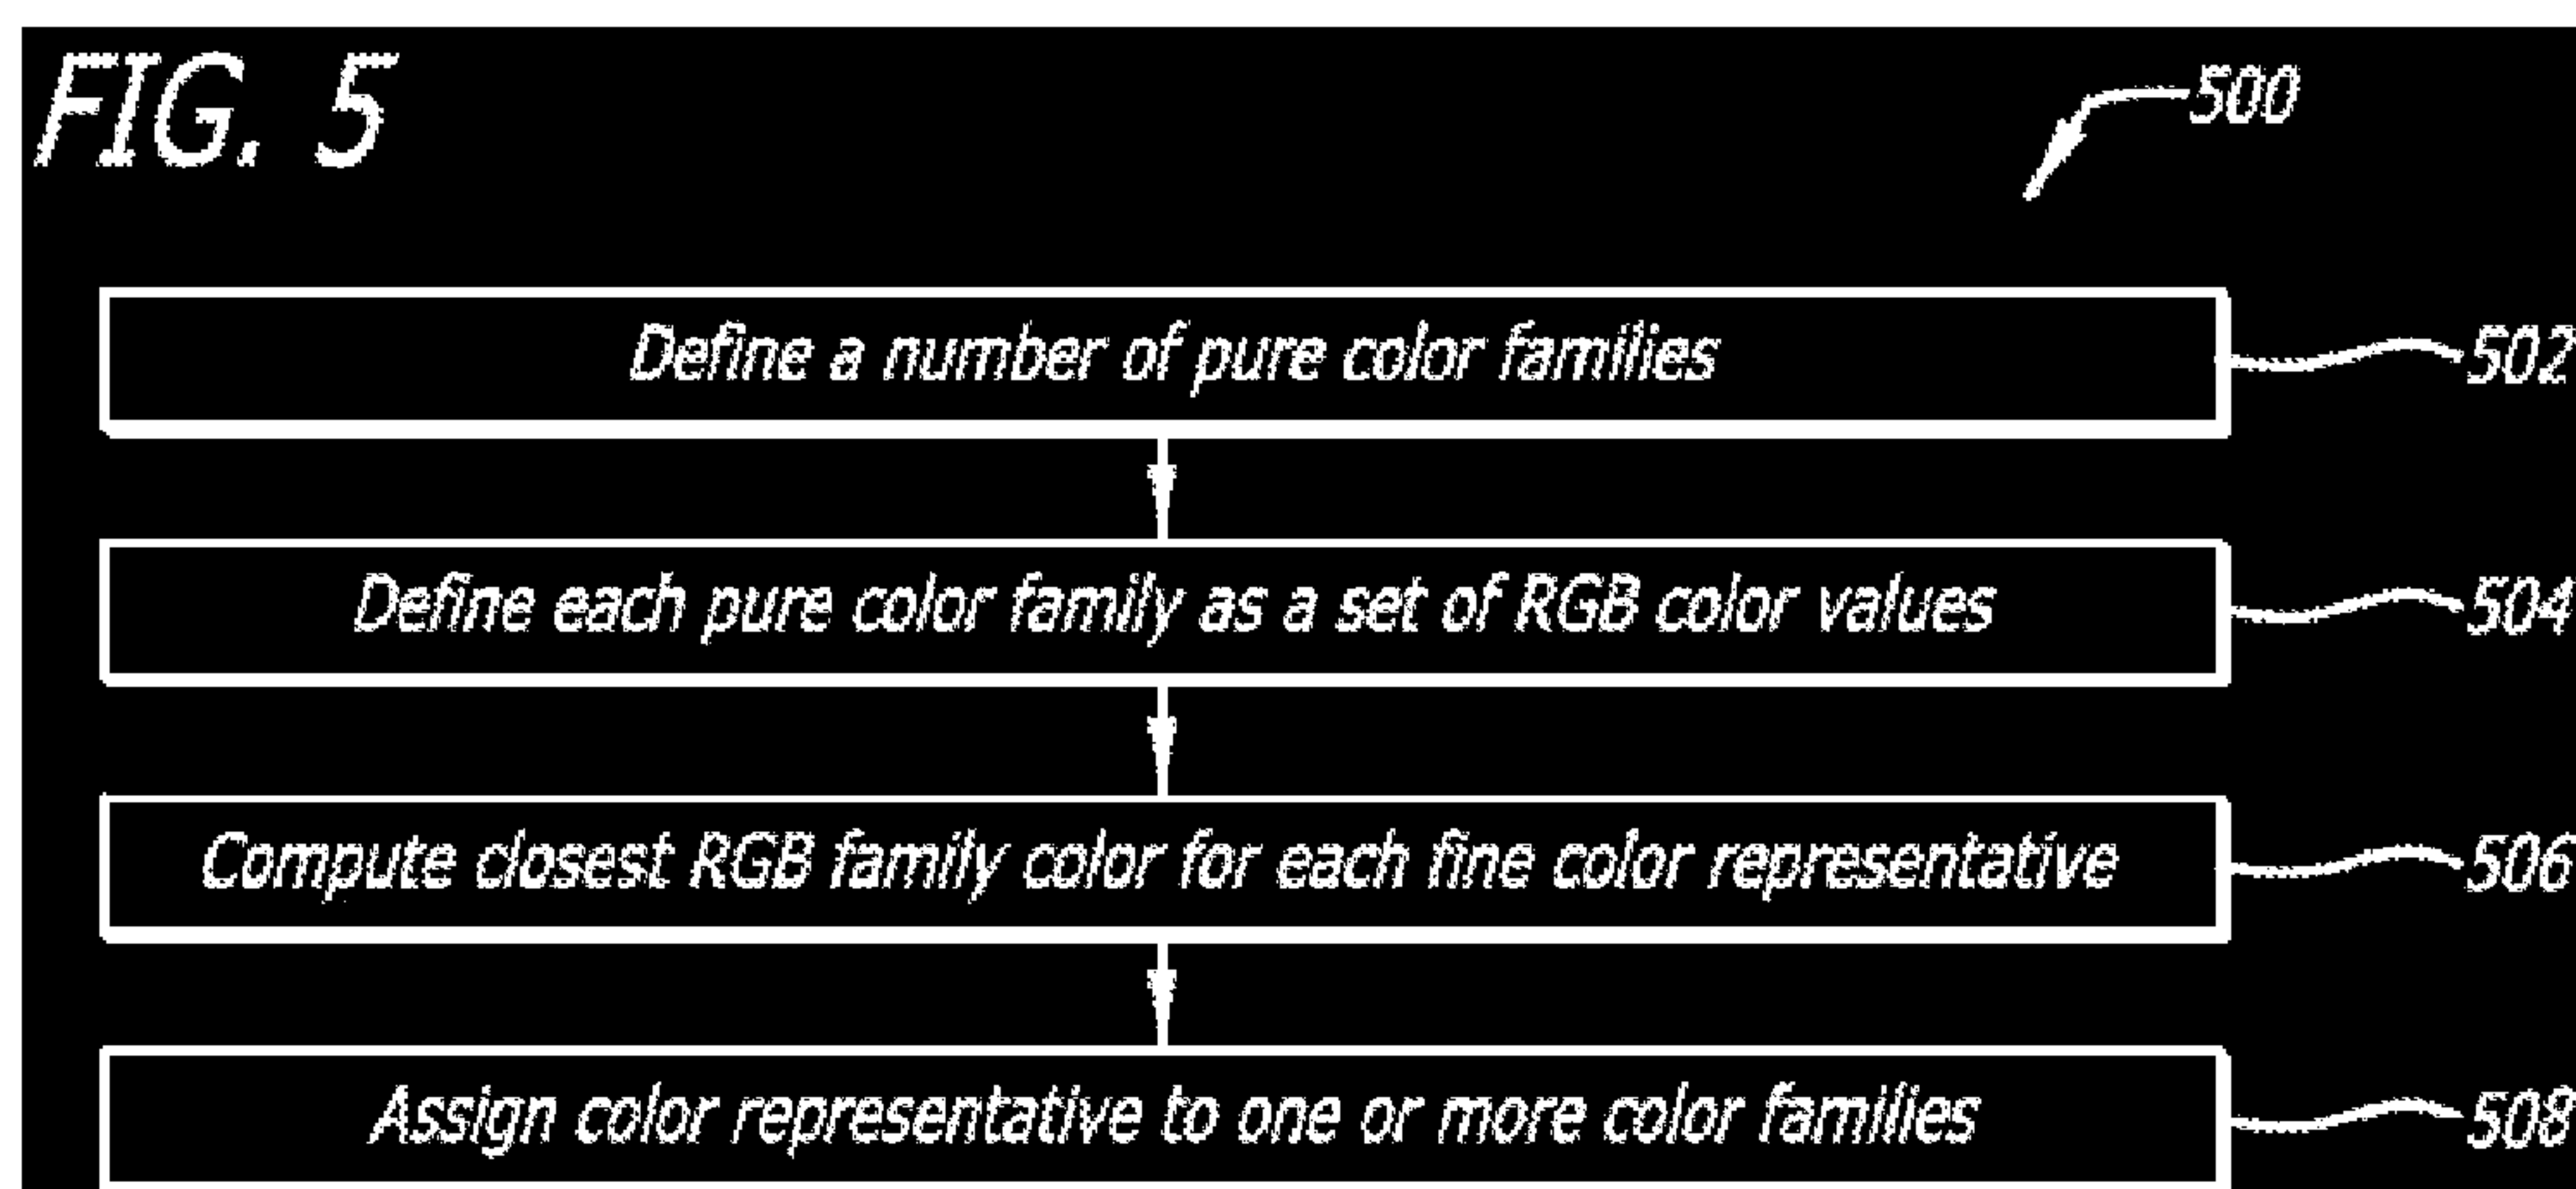 FIG. 5
500
Define a number of pure color families
502
Define each pure color family as a set of RGB color values
504
Compute closest RGB family color for each fine color representative
506
Assign color representative to one or more color families
508